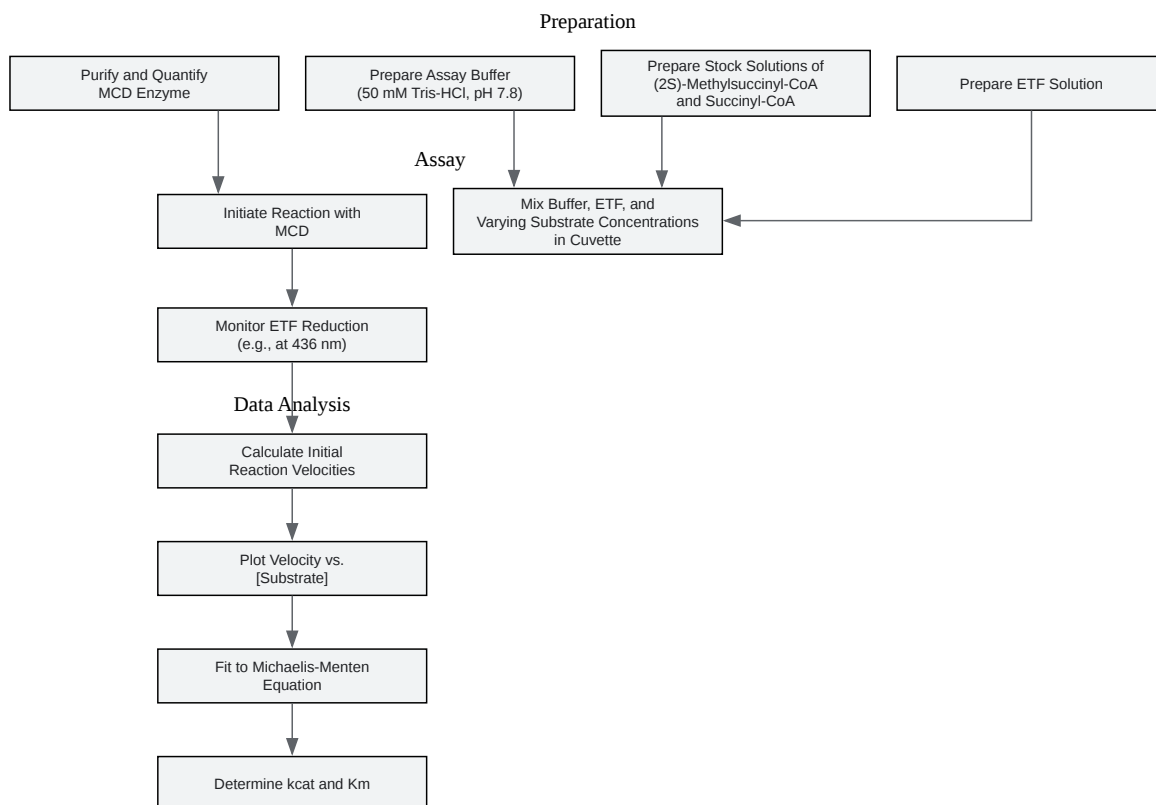 Preparation
Purify and Quantify
MCD Enzyme
Prepare Assay Buffer
(50 mM Tris-HCl, pH 7.8)
Prepare Stock Solutions of
(2S)-Methylsuccinyl-CoA
and Succinyl-CoA
Prepare ETF Solution
Assay
Initiate Reaction with
MCD
Mix Buffer, ETF, and
Varying Substrate Concentrations
in Cuvette
Monitor ETF Reduction
(e.g., at 436 nm)
Data Analysis
Calculate Initial
Reaction Velocities
Plot Velocity vs.
[Substrate]
Fit to Michaelis-Menten
Equation
Determine kcat and Km